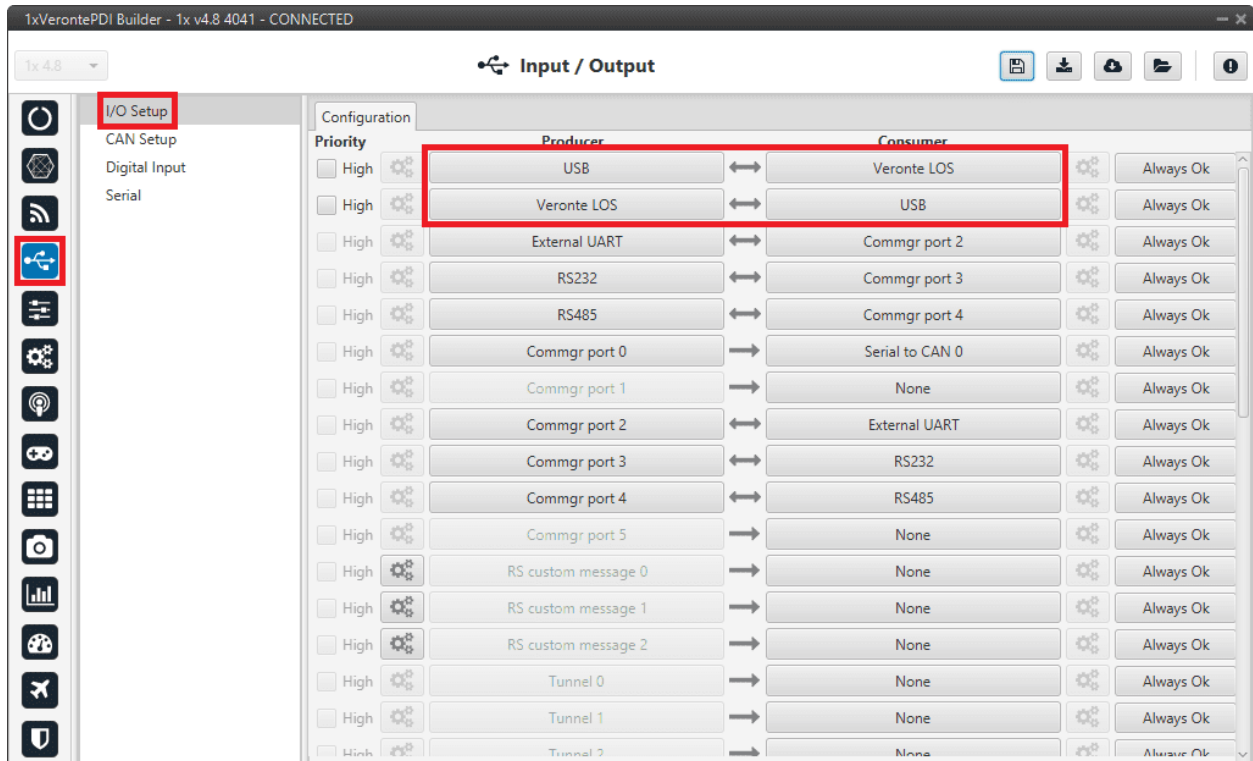 1xVerontePDI Builder - 1x v4.8 4041 - CONNECTED
1x 4.8 Input / Output
I/O Setup
CAN Setup
Digital Input
Serial
Configuration
Priority Producer Consumer
High USB Veronte LOS Always Ok
High Veronte LOS USB Always Ok
High External UART Commgr port 2 Always Ok
High RS232 Commgr port 3 Always Ok
High RS485 Commgr port 4 Always Ok
High Commgr port 0 Serial to CAN 0 Always Ok
High Commgr port 1 None Always Ok
High Commgr port 2 External UART Always Ok
High Commgr port 3 RS232 Always Ok
High Commgr port 4 RS485 Always Ok
High Commgr port 5 None Always Ok
High RS custom message 0 None Always Ok
High RS custom message 1 None Always Ok
High RS custom message 2 None Always Ok
High Tunnel 0 None Always Ok
High Tunnel 1 None Always Ok
High Tunnel 2 None Always Ok